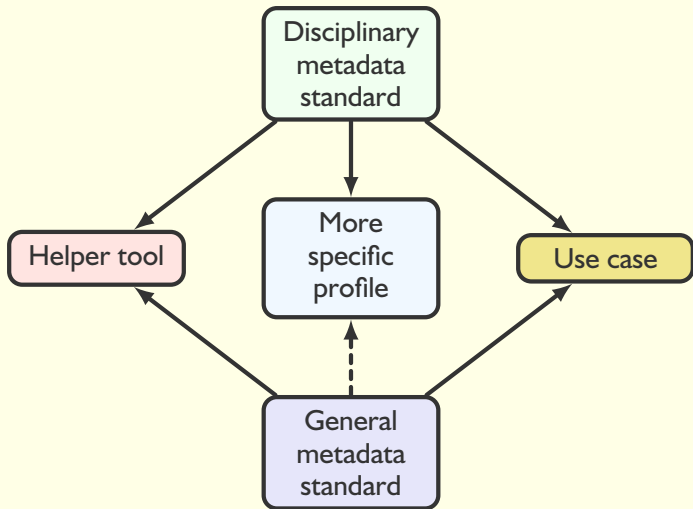 Disciplinary
metadata
standard
Helper tool
More
specific
profile
Use case
General
metadata
standard